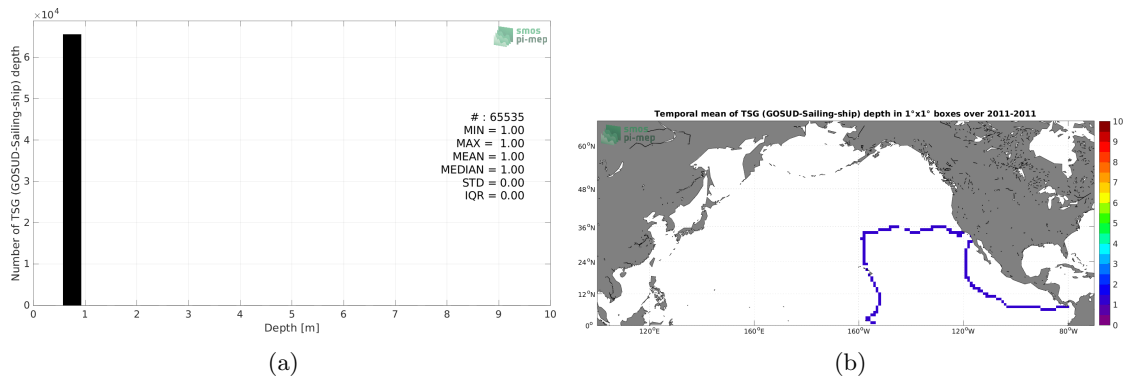 ×10⁴
smos
pi-mep
Number of TSG (GOSUD-Sailing-ship) depth
6
5
4
3
2
1
0
# : 65535
MIN = 1.00
MAX = 1.00
MEAN = 1.00
MEDIAN = 1.00
STD = 0.00
IQR = 0.00
0 1 2 3 4 5 6 7 8 9 10
Depth [m]
(a)
Temporal mean of TSG (GOSUD-Sailing-ship) depth in 1°x1° boxes over 2011-2011
smos
pi-mep
60°N
48°N
36°N
24°N
12°N
0°
120°E 160°E 160°W 120°W 80°W
10
9
8
7
6
5
4
3
2
1
0
(b)